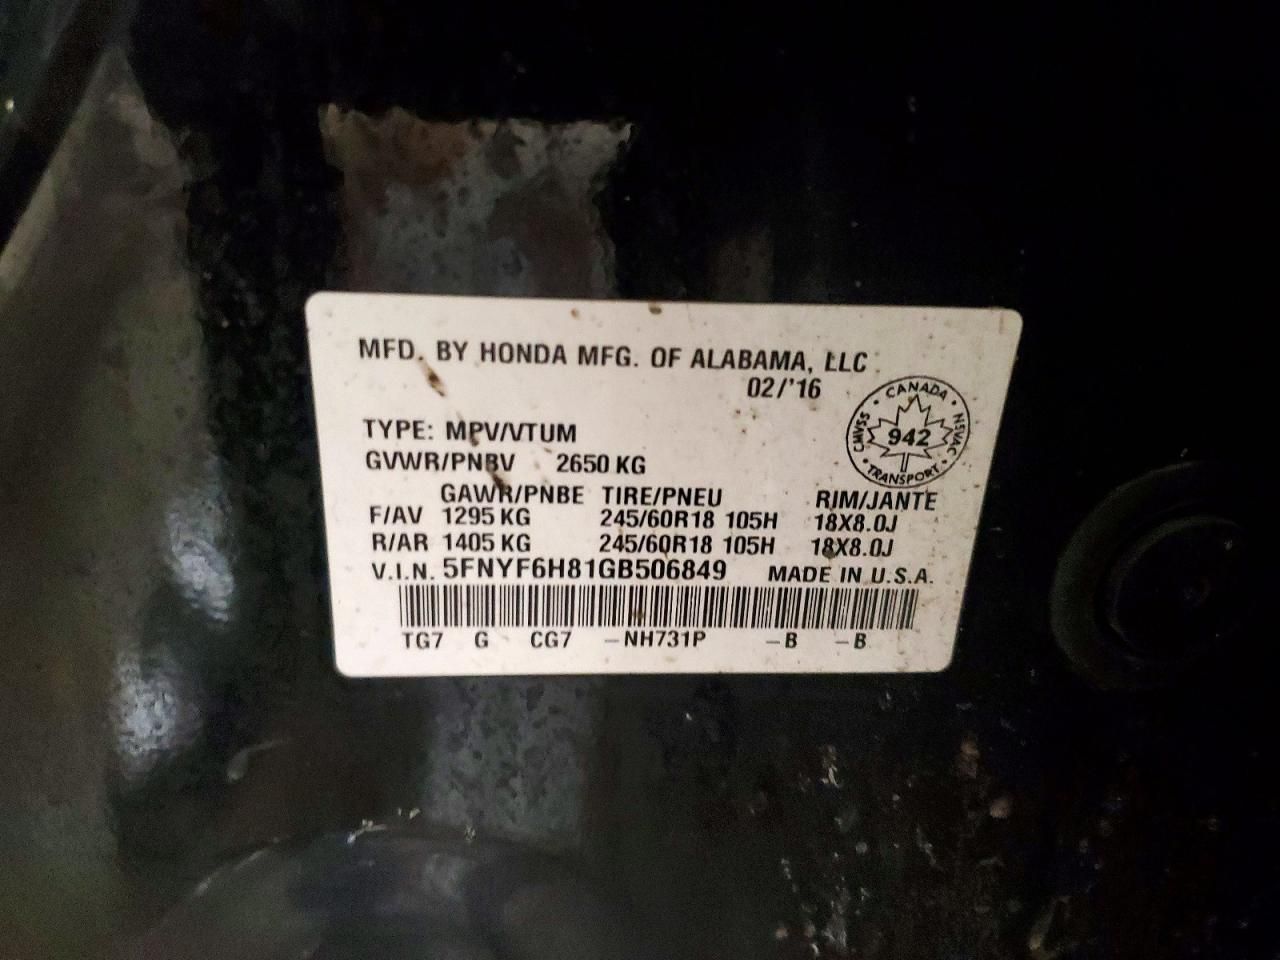 MFD. BY HONDA MFG. OF ALABAMA, LLC
02/'16
CANADA
CMVSS 942 NSVAC
TRANSPORT
TYPE: MPV/VTUM
GVWR/PNBV 2650 KG
GAWR/PNBE TIRE/PNEU RIM/JANTE
F/AV 1295 KG 245/60R18 105H 18X8.0J
R/AR 1405 KG 245/60R18 105H 18X8.0J
V.I.N. 5FNYF6H81GB506849 MADE IN U.S.A.
TG7 G CG7 –NH731P –B –B